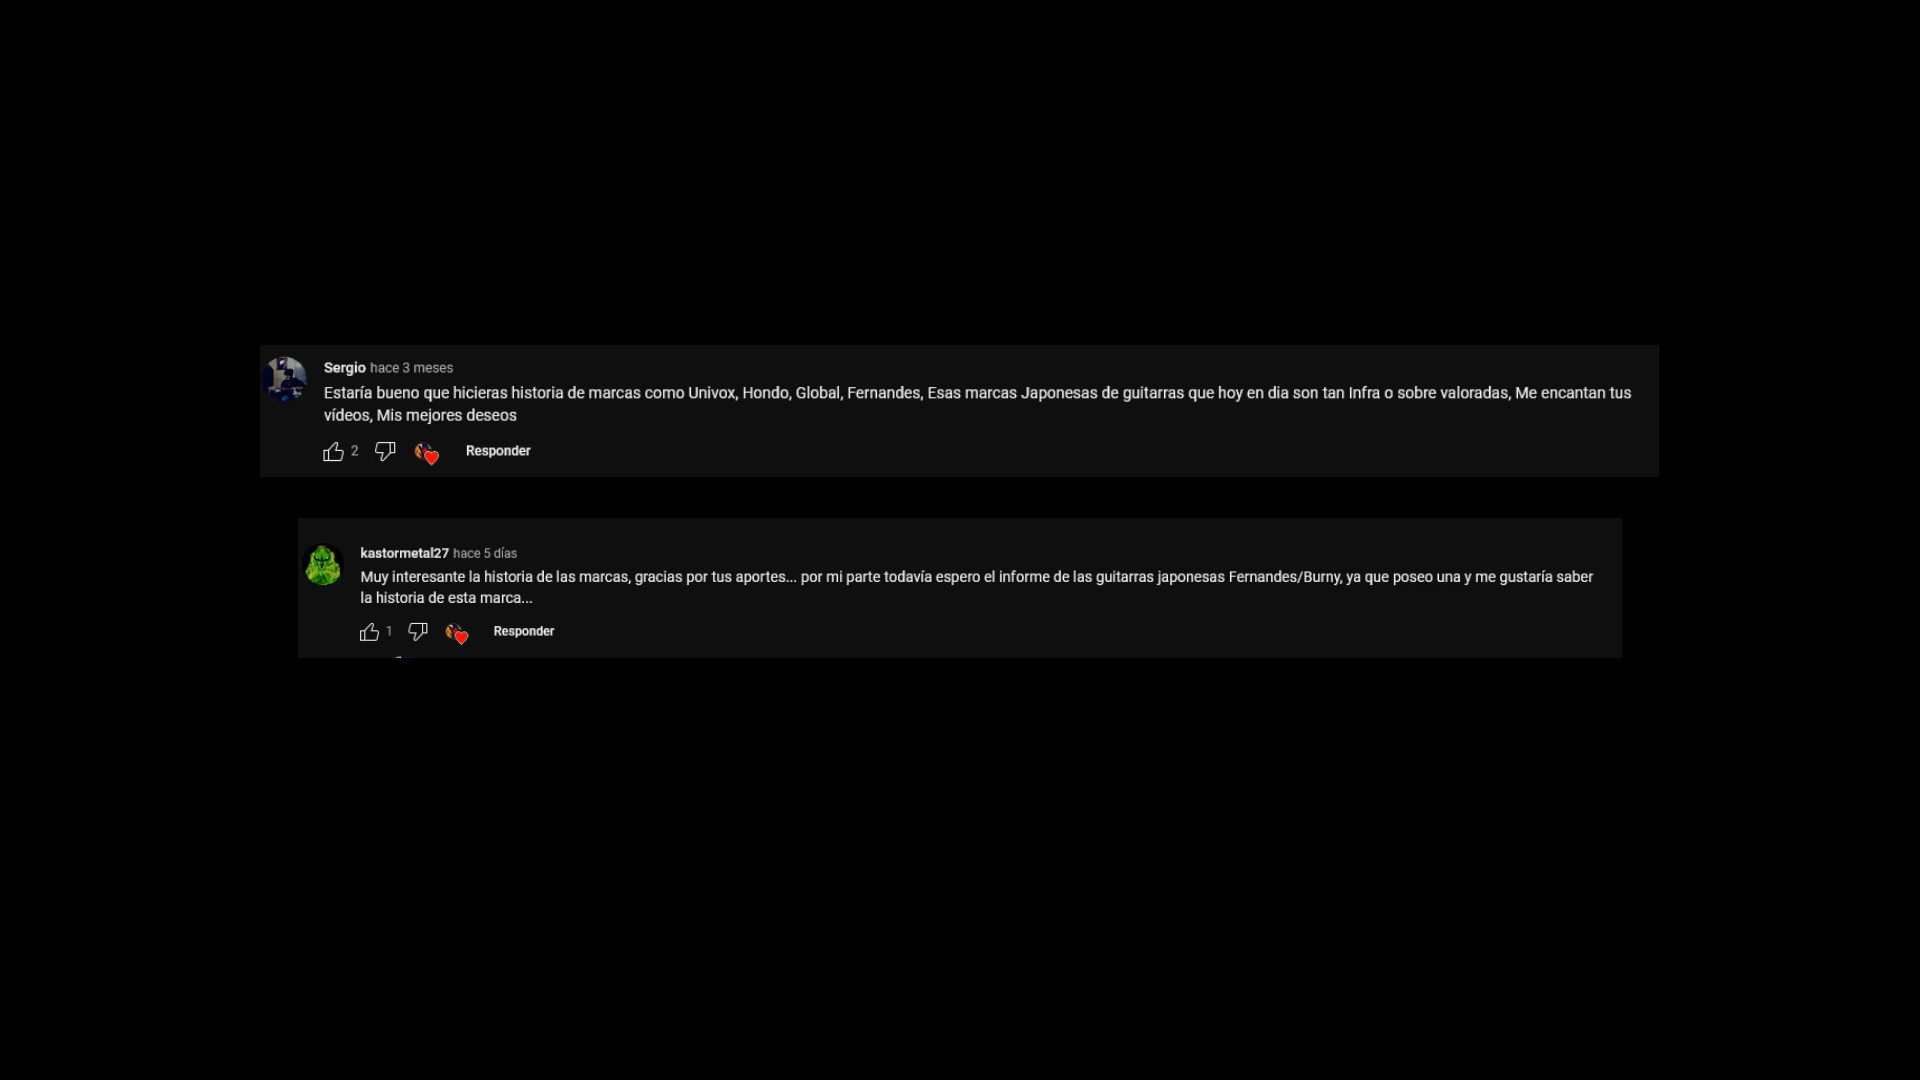 Sergio hace 3 meses
Estaría bueno que hicieras historia de marcas como Univox, Hondo, Global, Fernandes, Esas marcas Japonesas de guitarras que hoy en dia son tan Infra o sobre valoradas, Me encantan tus
vídeos, Mis mejores deseos
2 Responder
kastormetal27 hace 5 días
Muy interesante la historia de las marcas, gracias por tus aportes... por mi parte todavía espero el informe de las guitarras japonesas Fernandes/Burny, ya que poseo una y me gustaría saber
la historia de esta marca...
1 Responder